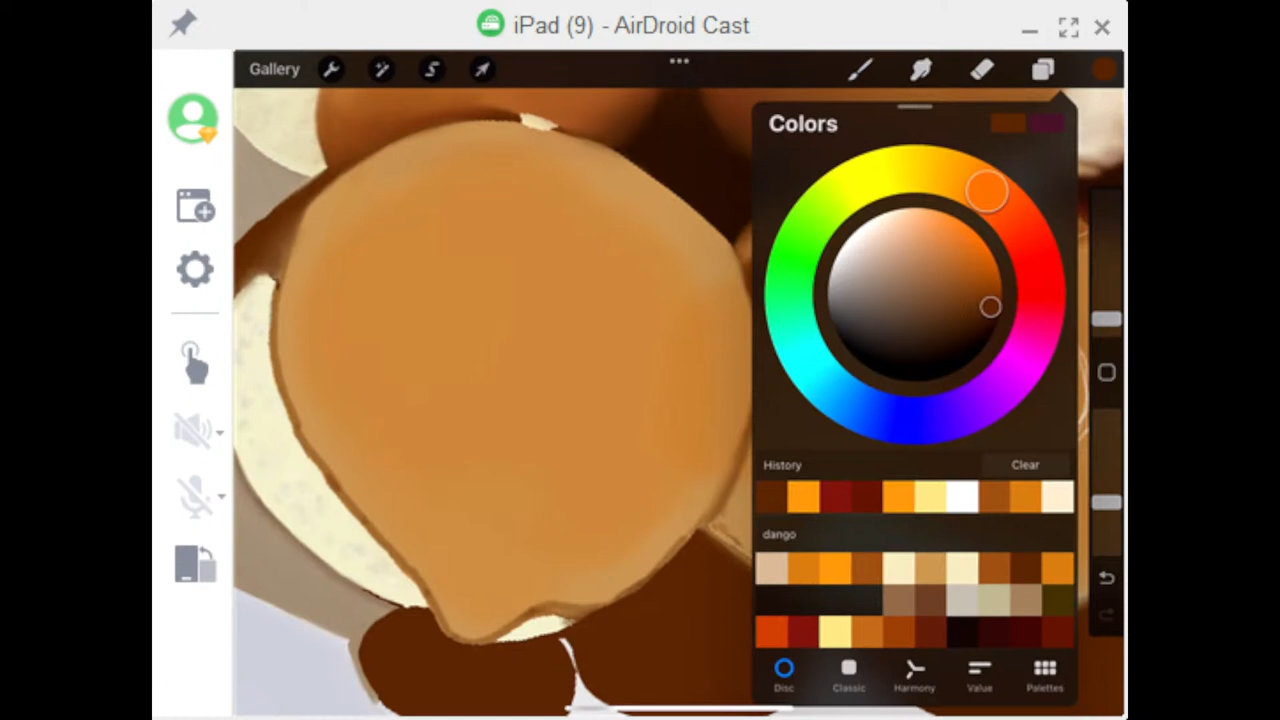 iPad (9) - AirDroid Cast
Gallery
Colors
History
Clear
dango
Disc
Classic
Harmony
Value
Palettes